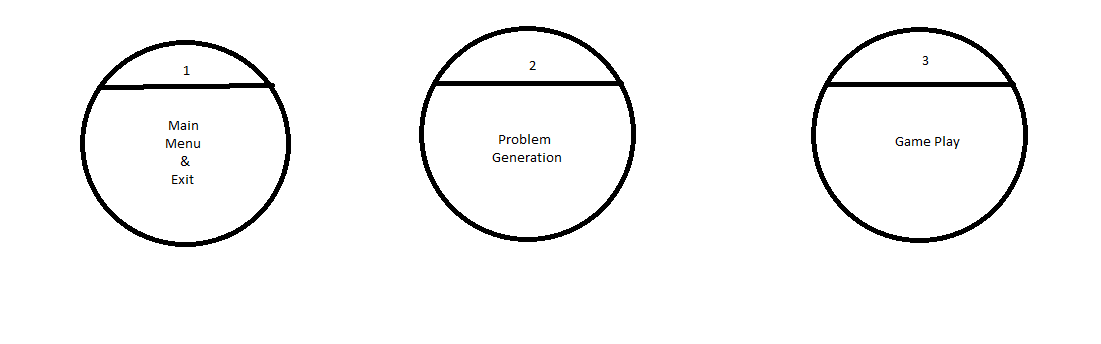 1
Main
Menu
&
Exit
2
Problem
Generation
3
Game Play